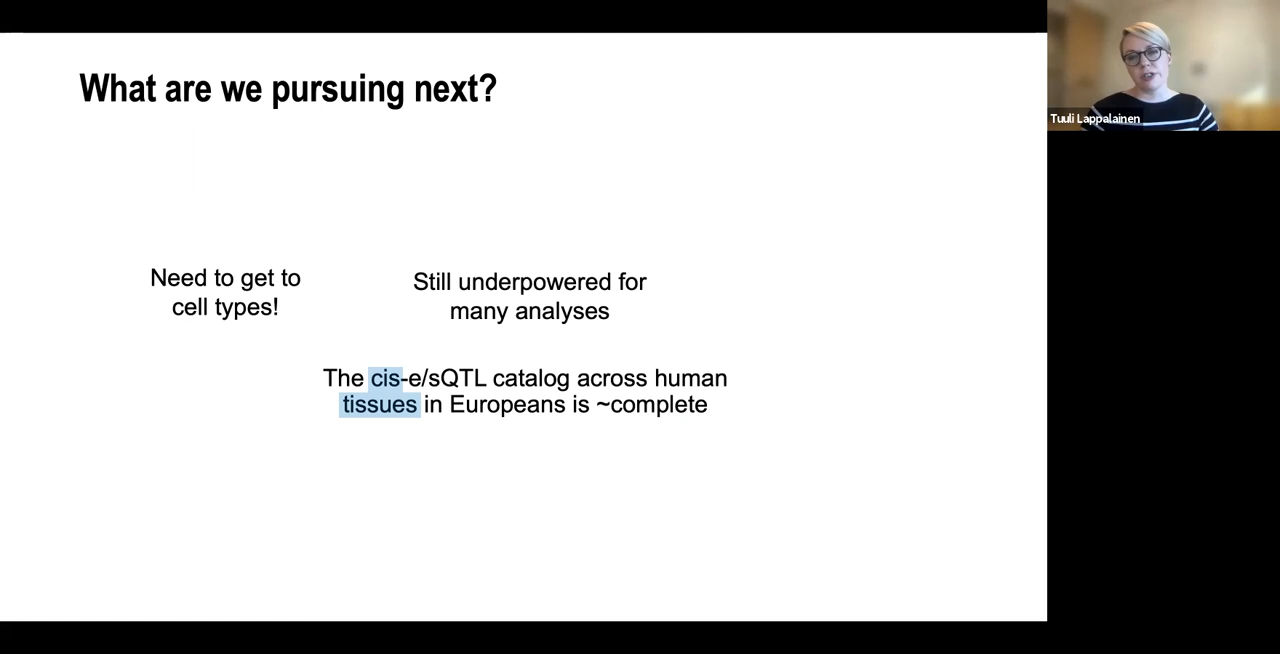 What are we pursuing next?
Tuuli Lappalainen
Need to get to
cell types!
Still underpowered for
many analyses
The cis-e/sQTL catalog across human
tissues in Europeans is ~complete